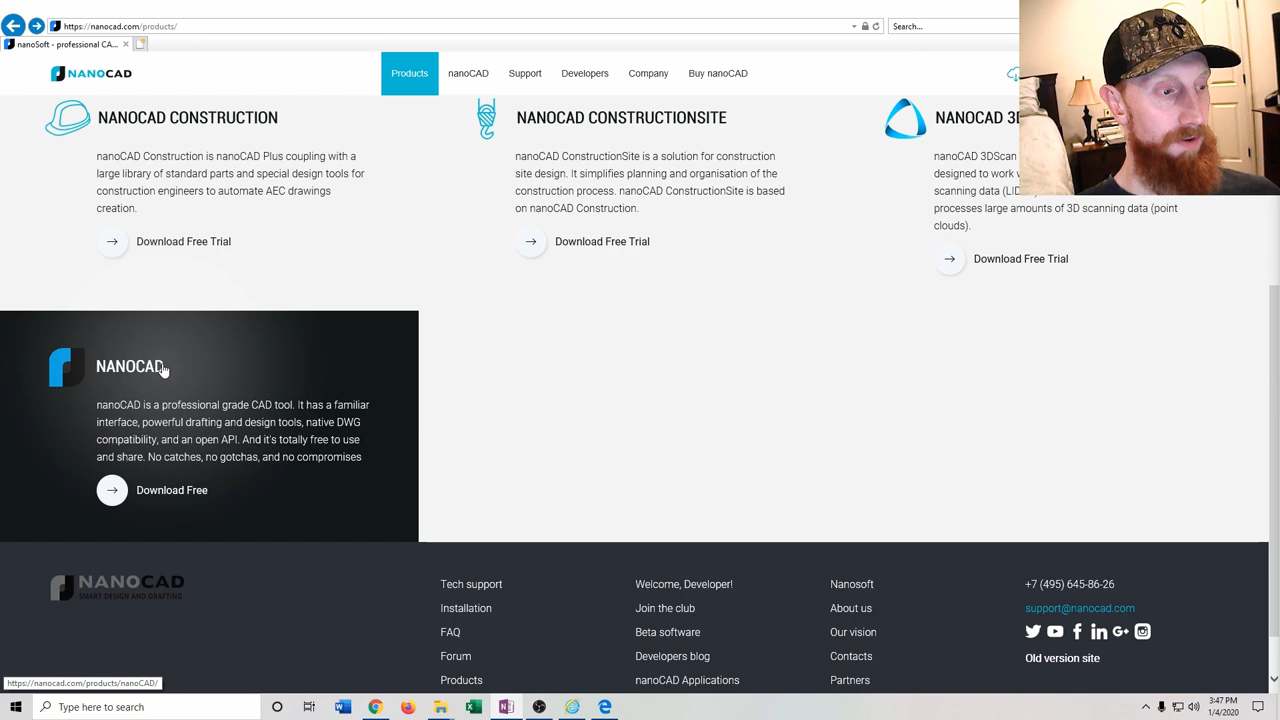 https://nanocad.com/products/
Search...
nanoSoft - professional CA...
NANOCAD
Products
nanoCAD
Support
Developers
Company
Buy nanoCAD
NANOCAD CONSTRUCTION
nanoCAD Construction is nanoCAD Plus coupling with a
large library of standard parts and special design tools for
construction engineers to automate AEC drawings
creation.
Download Free Trial
NANOCAD CONSTRUCTIONSITE
nanoCAD ConstructionSite is a solution for construction
site design. It simplifies planning and organisation of the
construction process. nanoCAD ConstructionSite is based
on nanoCAD Construction.
Download Free Trial
NANOCAD 3D
nanoCAD 3DScan
designed to work
scanning data (LID
processes large amounts of 3D scanning data (point
clouds).
Download Free Trial
NANOCAD
nanoCAD is a professional grade CAD tool. It has a familiar
interface, powerful drafting and design tools, native DWG
compatibility, and an open API. And it's totally free to use
and share. No catches, no gotchas, and no compromises
Download Free
NANOCAD
SMART DESIGN AND DRAFTING
Tech support
Installation
FAQ
Forum
Products
Welcome, Developer!
Join the club
Beta software
Developers blog
nanoCAD Applications
Nanosoft
About us
Our vision
Contacts
Partners
+7 (495) 645-86-26
support@nanocad.com
Old version site
https://nanocad.com/products/nanoCAD/
Type here to search
3:47 PM
1/4/2020